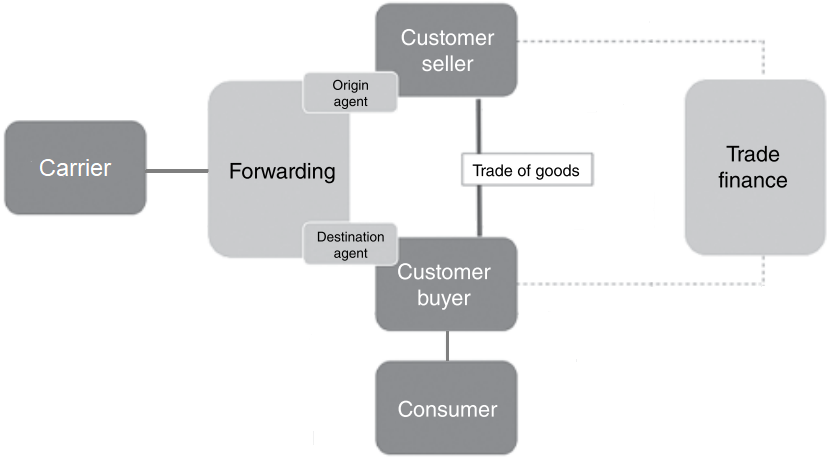 Customer
seller
Origin
agent
Carrier
Forwarding
Trade of goods
Trade
finance
Destination
agent
Customer
buyer
Consumer